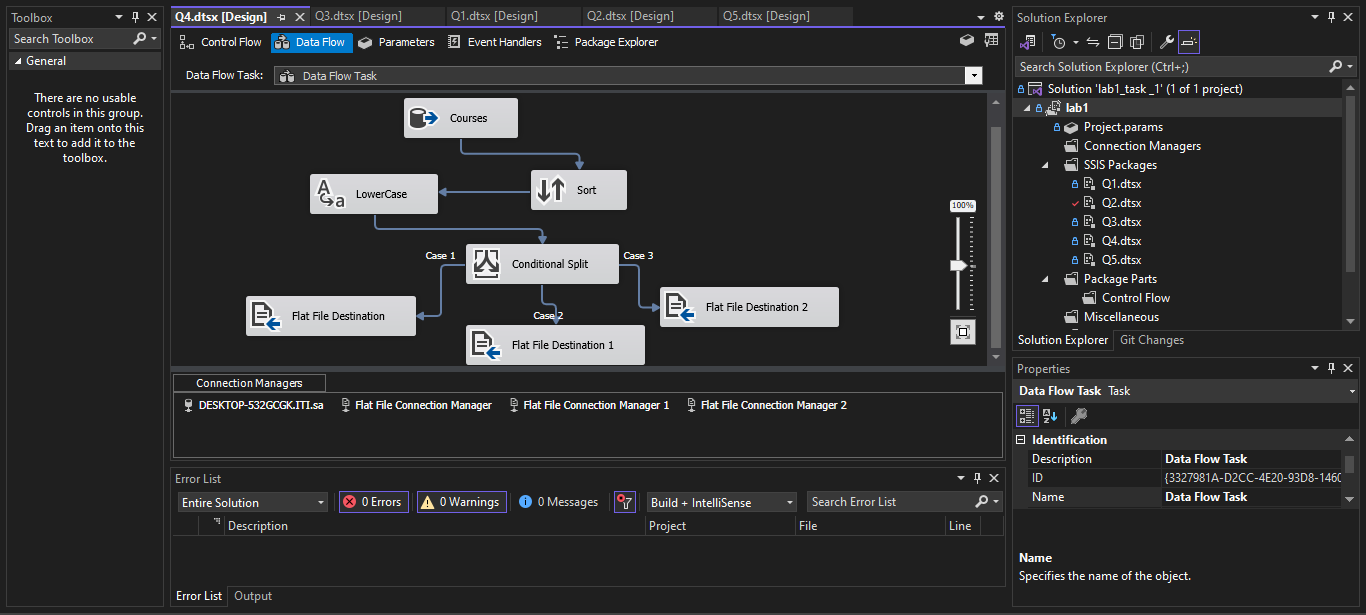 Toolbox
Search Toolbox
General
There are no usable
controls in this group.
Drag an item onto this
text to add it to the
toolbox.
Q4.dtsx [Design]
Q3.dtsx [Design]
Q1.dtsx [Design]
Q2.dtsx [Design]
Q5.dtsx [Design]
Control Flow
Data Flow
Parameters
Event Handlers
Package Explorer
Data Flow Task:
Data Flow Task
Courses
Sort
A
a
LowerCase
Case 1
Conditional Split
Case 3
Flat File Destination
Case 2
Flat File Destination 1
Flat File Destination 2
100%
Connection Managers
DESKTOP-532GCGK.ITI.sa
Flat File Connection Manager
Flat File Connection Manager 1
Flat File Connection Manager 2
Error List
Entire Solution
0 Errors
0 Warnings
0 Messages
Build + IntelliSense
Search Error List
Description
Project
File
Line
Error List
Output
Solution Explorer
Search Solution Explorer (Ctrl+;)
Solution 'lab1_task _1' (1 of 1 project)
lab1
Project.params
Connection Managers
SSIS Packages
Q1.dtsx
Q2.dtsx
Q3.dtsx
Q4.dtsx
Q5.dtsx
Package Parts
Control Flow
Miscellaneous
Solution Explorer
Git Changes
Properties
Data Flow Task Task
Identification
Description
Data Flow Task
ID
{3327981A-D2CC-4E20-93D8-1460
Name
Data Flow Task
Name
Specifies the name of the object.